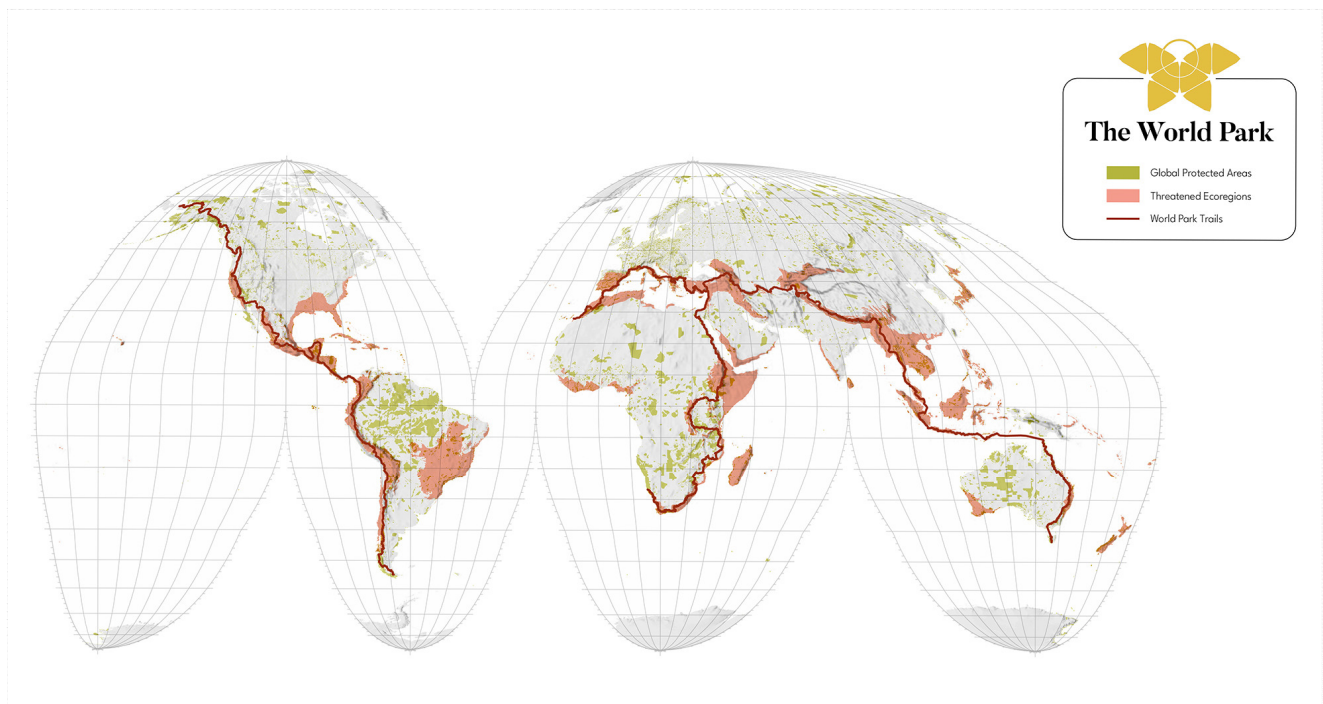 The World Park
Global Protected Areas
Threatened Ecoregions
World Park Trails